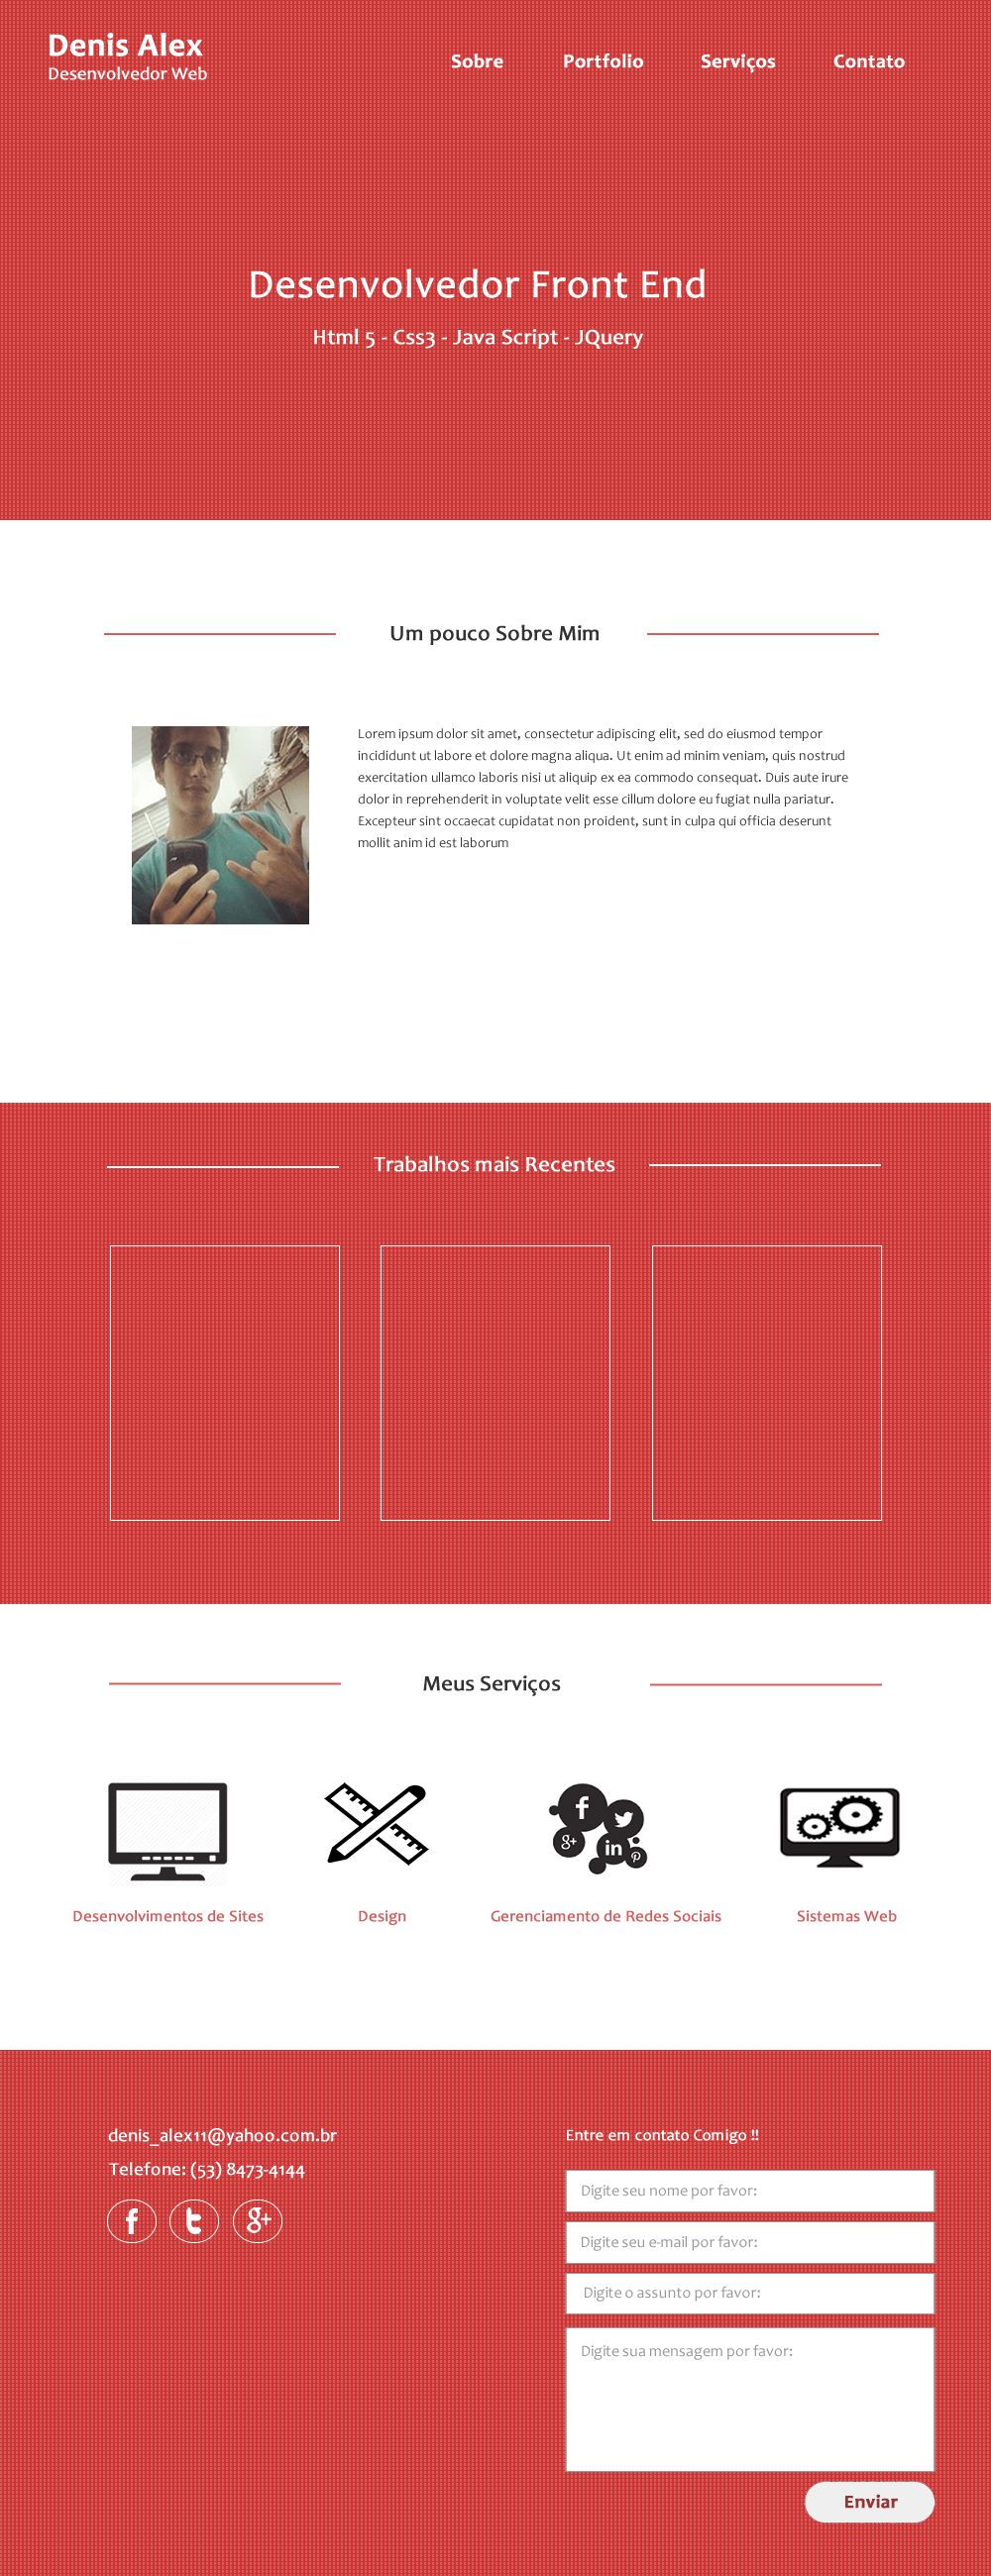 Denis Alex
Desenvolvedor Web
Sobre Portfolio Serviços Contato
Desenvolvedor Front End
Html 5 - Css3 - Java Script - JQuery
Um pouco Sobre Mim
Lorem ipsum dolor sit amet, consectetur adipiscing elit, sed do eiusmod tempor
incididunt ut labore et dolore magna aliqua. Ut enim ad minim veniam, quis nostrud
exercitation ullamco laboris nisi ut aliquip ex ea commodo consequat. Duis aute irure
dolor in reprehenderit in voluptate velit esse cillum dolore eu fugiat nulla pariatur.
Excepteur sint occaecat cupidatat non proident, sunt in culpa qui officia deserunt
mollit anim id est laborum
Trabalhos mais Recentes
Meus Serviços
Desenvolvimentos de Sites
Design
Gerenciamento de Redes Sociais
Sistemas Web
denis_alex11@yahoo.com.br
Telefone: (53) 8473-4144
Entre em contato Comigo !!
Digite seu nome por favor:
Digite seu e-mail por favor:
Digite o assunto por favor:
Digite sua mensagem por favor:
Enviar